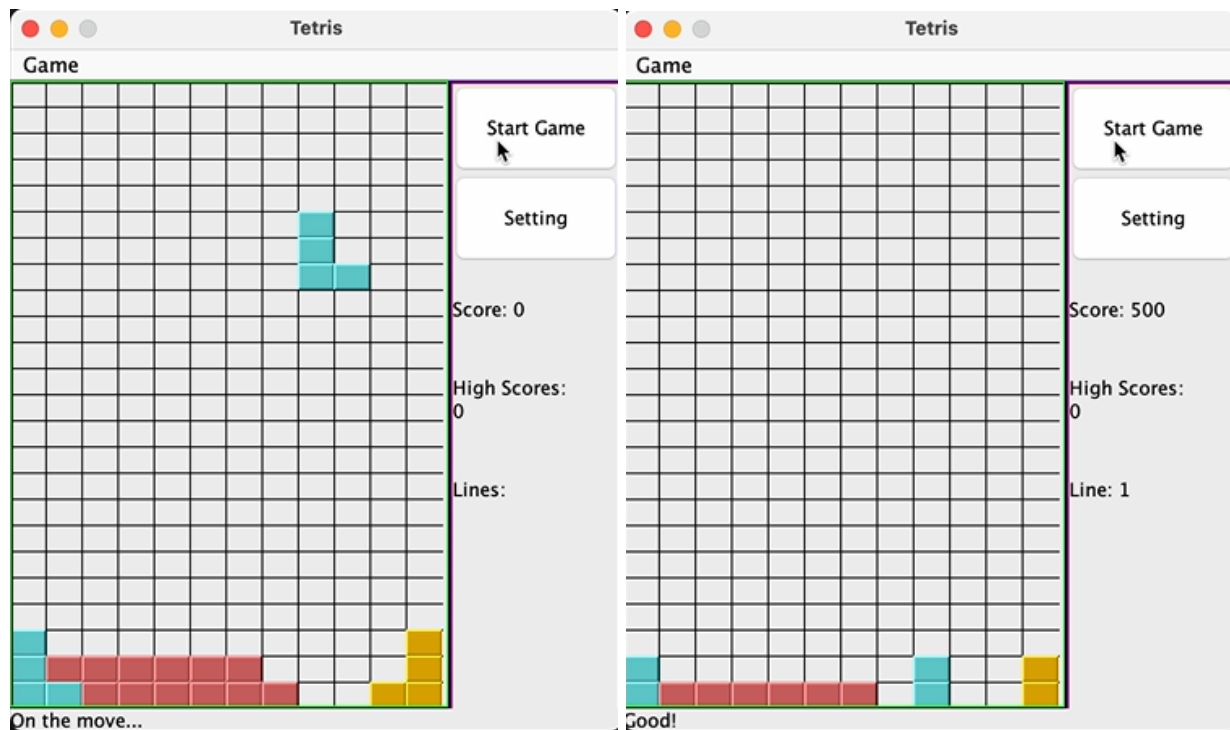 Tetris
Game
Start Game
Setting
Score: 0
High Scores:
0
Lines:
On the move...
Tetris
Game
Start Game
Setting
Score: 500
High Scores:
0
Line: 1
Good!